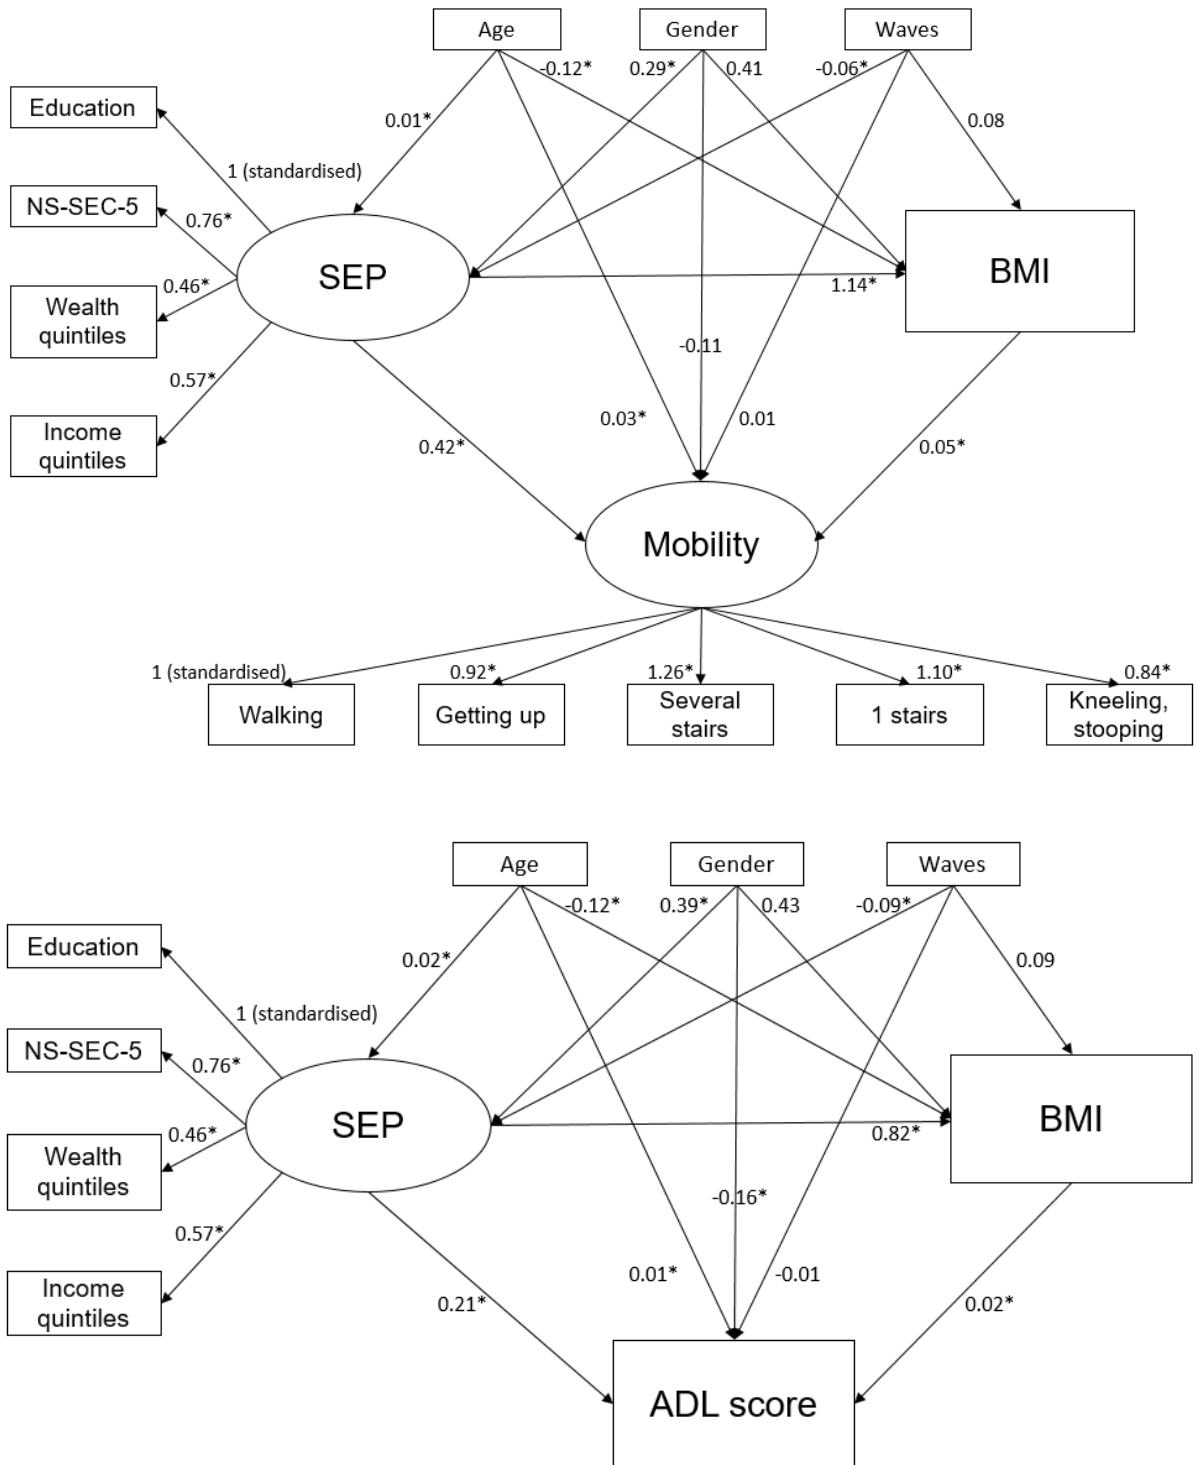 Age
Gender
Waves
-0.12*
0.29*
0.41
-0.06*
Education
0.01*
0.08
1 (standardised)
NS-SEC-5
0.76*
SEP
BMI
0.46*
1.14*
Wealth
quintiles
-0.11
0.57*
0.03*
0.01
Income
quintiles
0.42*
0.05*
Mobility
1 (standardised)
0.92*
1.26*
1.10*
0.84*
Walking
Getting up
Several
stairs
1 stairs
Kneeling,
stooping
Age
Gender
Waves
-0.12*
0.39*
0.43
-0.09*
Education
0.02*
0.09
1 (standardised)
NS-SEC-5
0.76*
SEP
BMI
0.46*
0.82*
Wealth
quintiles
-0.16*
0.57*
0.01*
-0.01
Income
quintiles
0.21*
0.02*
ADL score